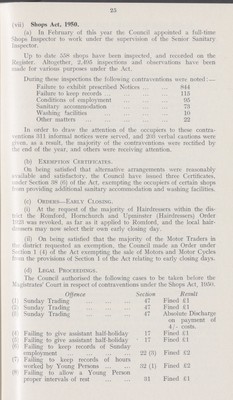 23
(vii) Shops Act, 1950.
(a) In February of this year the Council appointed a full-time
Shops Inspector to work under the supervision of the Senior Sanitary
Inspector.
Up to date 558 shops have been inspected, and recorded on the
Register. Altogether, 2,495 inspections and observations have been
made for various purposes under the Act.
During these inspections the following contraventions were noted:—
Failure to exhibit prescribed Notices ... ... 844
Failure to keep records ... ... 113
Conditions of employment ... ... 95
Sanitary accommodation ... ... 73
Washing facilities ... ... 10
Other matters ... ... 22
In order to draw the attention of the occupiers to these contra-
ventions 311 informal notices were served, and 203 verbal cautions were
given, as a result, the majority of the contraventions were rectified by
the end of the year, and others were receiving attention.
(b) Exemption Certificates.
On being satisfied that alternative arrangements were reasonably
available and satisfactory, the Council have issued three Certificates,
under Section 38 (6) of the Act, exempting the occupiers of certain shops
from providing additional sanitary accommodation and washing facilities.
(c) Orders—Early Closing.
(i) At the request of the majority of Hairdressers within the dis-
trict the Romford, Hornchurch and Upminster (Hairdressers) Order
was revoked, as far as it applied to Romford, and the local hair-
dressers may now select their own early closing day.
(ii) On being satisfied that the majority of the Motor Traders in
the district requested an exemption, the Council made an Order under
Section 1 (4) of the Act exempting the sale of Motors and Motor Cycles
from the provisions of Section 1 of the Act relating to early closing days.
(d) Legal Proceedings.
The Council authorised the following cases to be taken before the
Magistrates' Court in respect of contraventions under the Shops Act, 1950.
Offence Section Result
(1) Sunday Trading ... ... 47 Fined £1
(2) Sunday Trading ... ... 47 Fined £1
(3) Sunday Trading ... ... 47 Absolute Discharge
on payment of
4/- costs.
(4) Failing to give assistant half-holiday 17 Fined £1
(5) Failing to give assistant half-holiday 17 Fined £1
(6) Failing to keep records of Sunday
employment ... ... 22 (3) Fined £2
(7) Failing to keep records of hours
worked by Young Persons ... 32 (1) Fined £2
(8) Failing to allow a Young Person
proper intervals of rest ... 31 Fined £1